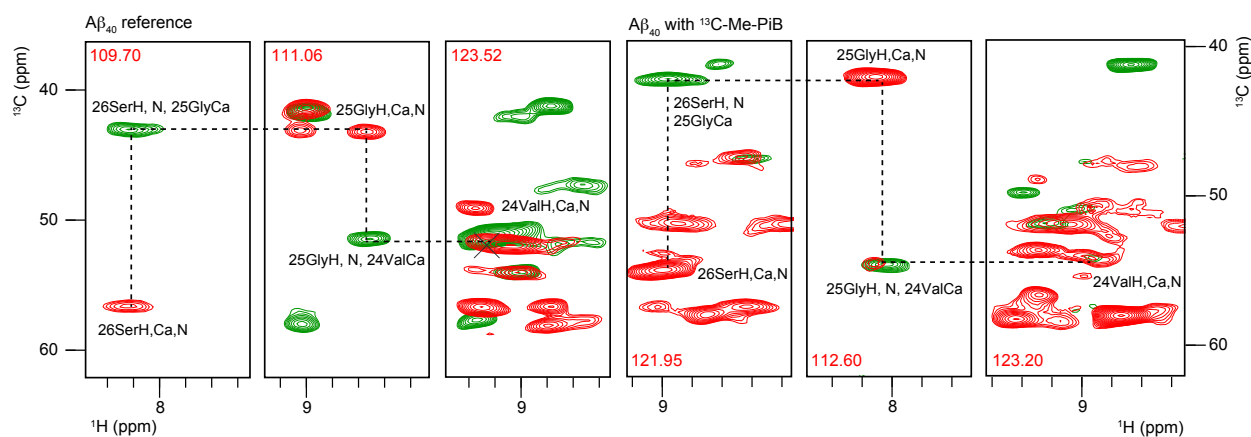 Aβ40 reference
Aβ40 with 13C-Me-PiB
109.70
111.06
123.52
25GlyH,Ca,N
40
40
13C (ppm)
13C (ppm)
26SerH, N, 25GlyCa
25GlyH,Ca,N
26SerH, N
25GlyCa
24ValH,Ca,N
50
50
25GlyH, N, 24ValCa
26SerH,Ca,N
25GlyH, N, 24ValCa
24ValH,Ca,N
26SerH,Ca,N
60
60
121.95
112.60
123.20
8
9
9
9
8
9
1H (ppm)
1H (ppm)